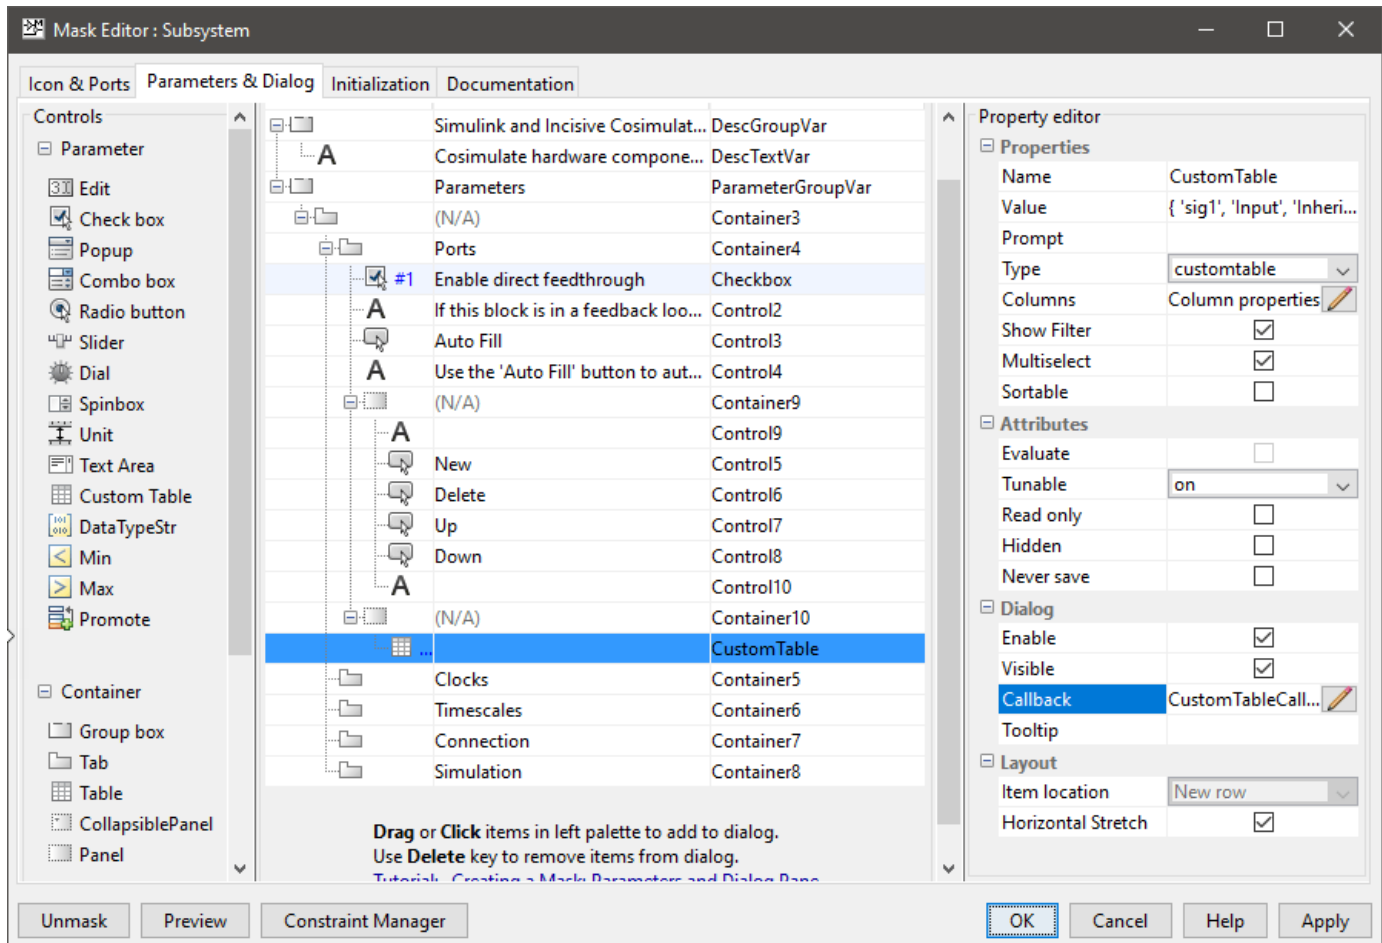 Mask Editor : Subsystem
Icon & Ports Parameters & Dialog Initialization Documentation
Controls
Parameter
Edit
Check box
Popup
Combo box
Radio button
Slider
Dial
Spinbox
Unit
Text Area
Custom Table
DataTypeStr
Min
Max
Promote
Container
Group box
Tab
Table
CollapsiblePanel
Panel
Simulink and Incisive Cosimulat... DescGroupVar
A Cosimulate hardware compone... DescTextVar
Parameters ParameterGroupVar
(N/A) Container3
Ports Container4
#1 Enable direct feedthrough Checkbox
A If this block is in a feedback loo... Control2
Auto Fill Control3
A Use the 'Auto Fill' button to aut... Control4
(N/A) Container9
A Control9
New Control5
Delete Control6
Up Control7
Down Control8
A Control10
(N/A) Container10
... CustomTable
Clocks Container5
Timescales Container6
Connection Container7
Simulation Container8
Drag or Click items in left palette to add to dialog.
Use Delete key to remove items from dialog.
Tutorial: Creating a Mask: Parameters and Dialog Pane
Property editor
Properties
Name CustomTable
Value { 'sig1', 'Input', 'Inheri...
Prompt
Type customtable
Columns Column properties
Show Filter
Multiselect
Sortable
Attributes
Evaluate
Tunable on
Read only
Hidden
Never save
Dialog
Enable
Visible
Callback CustomTableCall...
Tooltip
Layout
Item location New row
Horizontal Stretch
Unmask Preview Constraint Manager OK Cancel Help Apply